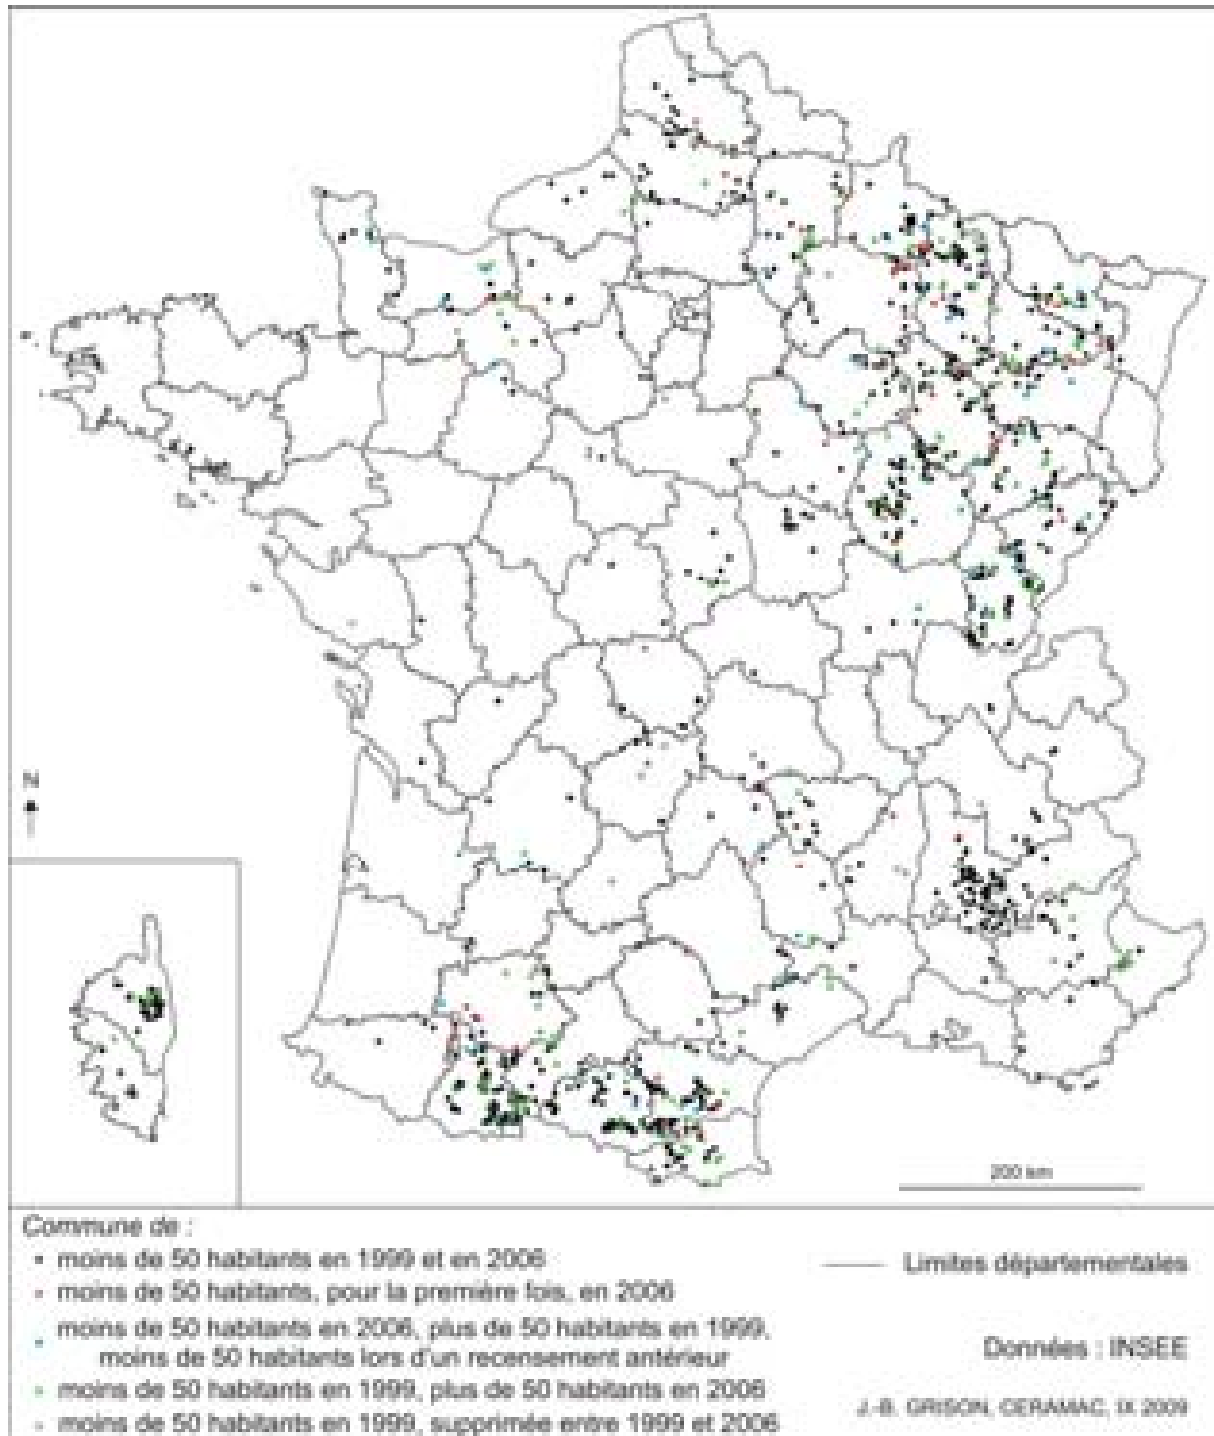 N
200 km
Commune de :
moins de 50 habitants en 1999 et en 2006
moins de 50 habitants, pour la première fois, en 2006
moins de 50 habitants en 2006, plus de 50 habitants en 1999,
moins de 50 habitants lors d'un recensement antérieur
moins de 50 habitants en 1999, plus de 50 habitants en 2006
moins de 50 habitants en 1999, supprimée entre 1999 et 2006
Limites départementales
Données : INSEE
J.-B. GRISON, CERAMAC, IX 2009